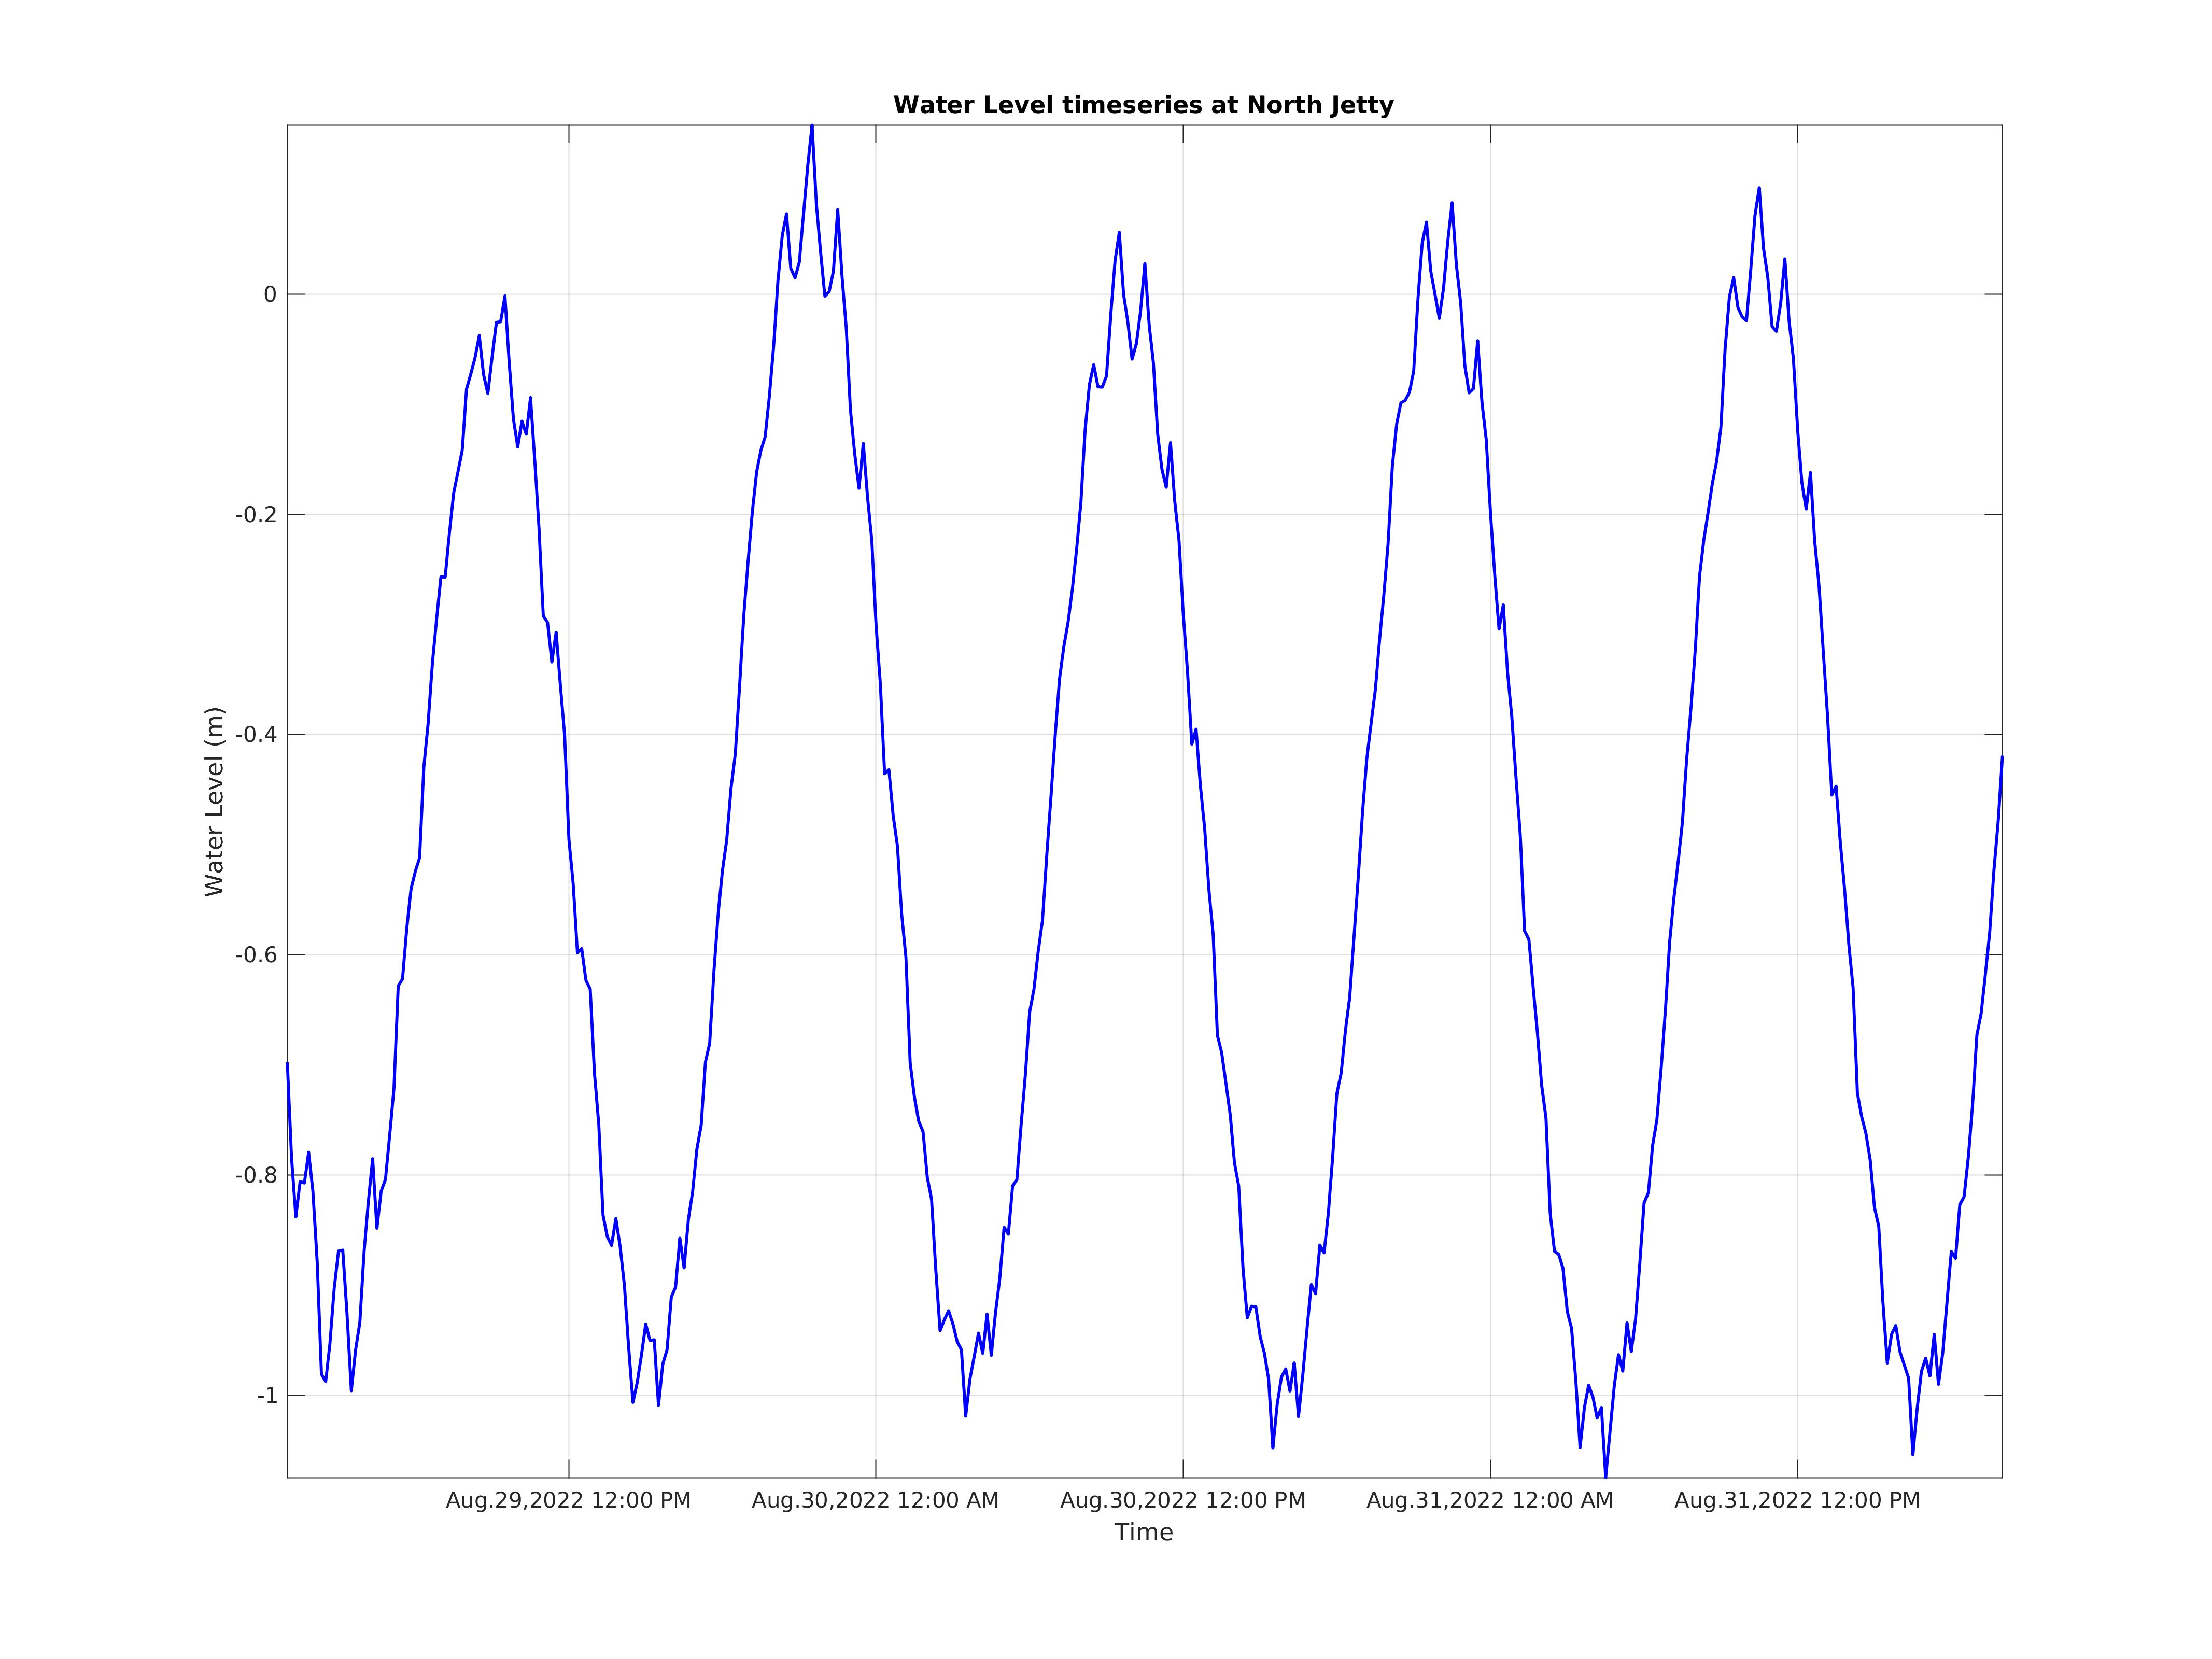 Water Level timeseries at North Jetty
0
-0.2
-0.4
-0.6
-0.8
-1
Water Level (m)
Aug.29,2022 12:00 PM
Aug.30,2022 12:00 AM
Aug.30,2022 12:00 PM
Aug.31,2022 12:00 AM
Aug.31,2022 12:00 PM
Time